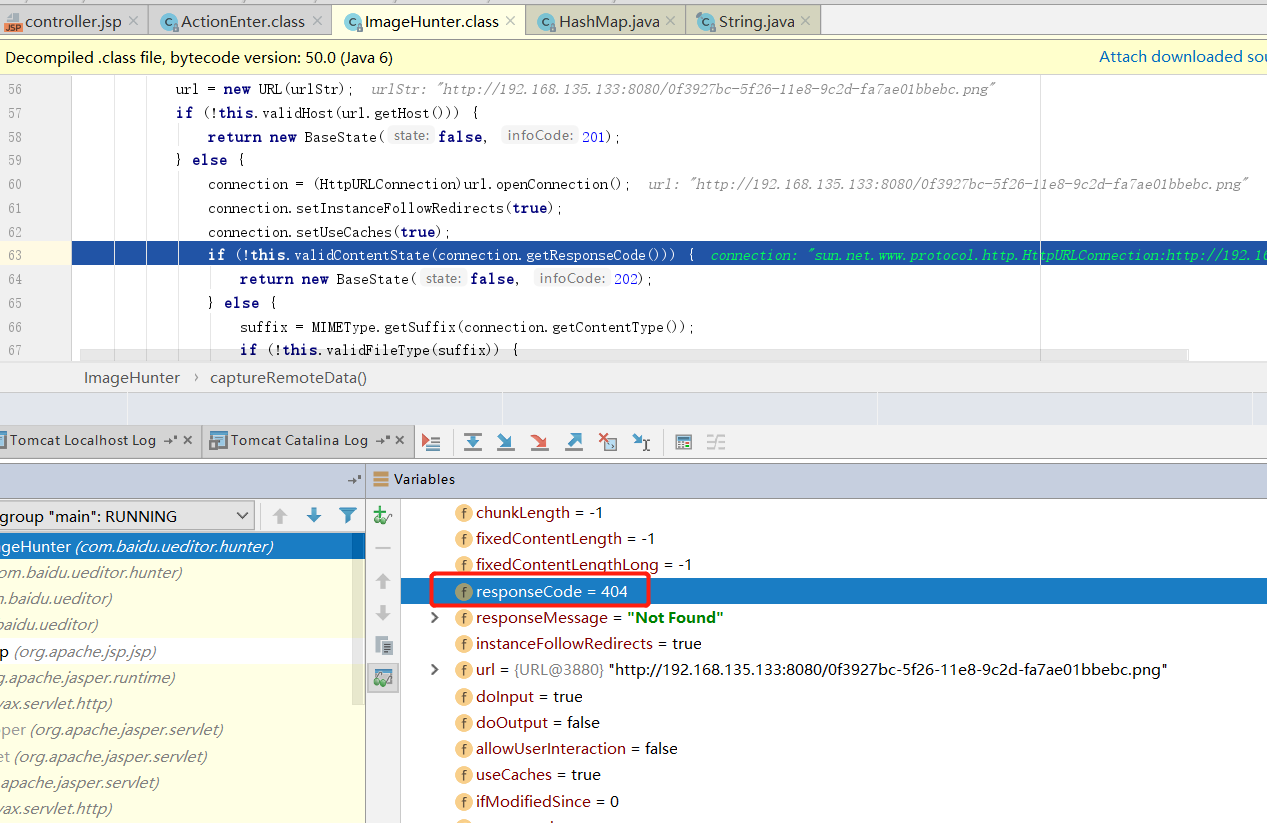 controller.jsp
ActionEnter.class
ImageHunter.class
HashMap.java
String.java
Decompiled .class file, bytecode version: 50.0 (Java 6)
Attach downloaded sou
56 url = new URL(urlStr); urlStr: "http://192.168.135.133:8080/0f3927bc-5f26-11e8-9c2d-fa7ae01bbebc.png"
57 if (!this.validHost(url.getHost())) {
58 return new BaseState( state: false, infoCode: 201);
59 } else {
60 connection = (HttpURLConnection)url.openConnection(); url: "http://192.168.135.133:8080/0f3927bc-5f26-11e8-9c2d-fa7ae01bbebc.png"
61 connection.setInstanceFollowRedirects(true);
62 connection.setUseCaches(true);
63 if (!this.validContentState(connection.getResponseCode())) { connection: "sun.net.www.protocol.http.HttpURLConnection:http://192.16
64 return new BaseState( state: false, infoCode: 202);
65 } else {
66 suffix = MIMEType.getSuffix(connection.getContentType());
67 if (!this.validFileType(suffix)) {
ImageHunter › captureRemoteData()
Tomcat Localhost Log
Tomcat Catalina Log
Variables
group "main": RUNNING
ageHunter (com.baidu.ueditor.hunter)
om.baidu.ueditor.hunter)
n.baidu.ueditor)
baidu.ueditor)
p (org.apache.jsp.jsp)
g.apache.jasper.runtime)
vax.servlet.http)
pper (org.apache.jasper.servlet)
et (org.apache.jasper.servlet)
.apache.jasper.servlet)
vax.servlet.http)
chunkLength = -1
fixedContentLength = -1
fixedContentLengthLong = -1
responseCode = 404
responseMessage = "Not Found"
instanceFollowRedirects = true
url = {URL@3880} "http://192.168.135.133:8080/0f3927bc-5f26-11e8-9c2d-fa7ae01bbebc.png"
doInput = true
doOutput = false
allowUserInteraction = false
useCaches = true
ifModifiedSince = 0